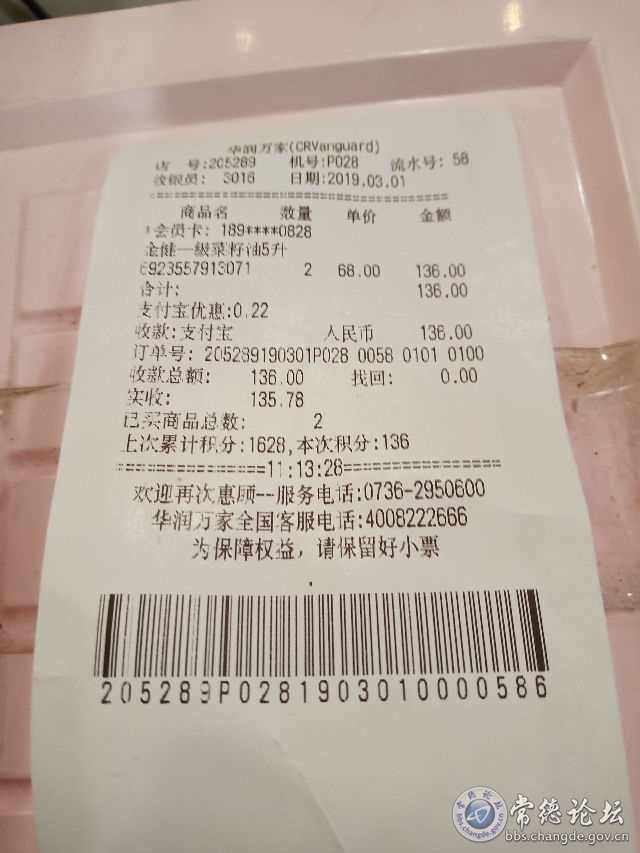 华润万家(CRVanguard)
店 号:205289 机号:P028 流水号: 58
收银员: 3016 日期:2019.03.01
商品名 数量 单价 金额
*会员卡: 189****0828
金健一级菜籽油5升
6923557913071 2 68.00 136.00
合计: 136.00
支付宝优惠:0.22
收款:支付宝 人民币 136.00
订单号: 205289190301P028 0058 0101 0100
收款总额: 136.00 找回: 0.00
实收: 135.78
已买商品总数: 2
上次累计积分:1628,本次积分:136
==============11:13:28==============
欢迎再次惠顾--服务电话:0736-2950600
华润万家全国客服电话:4008222666
为保障权益，请保留好小票
205289P0281903010000586
常德论坛
bbs.changde.gov.cn